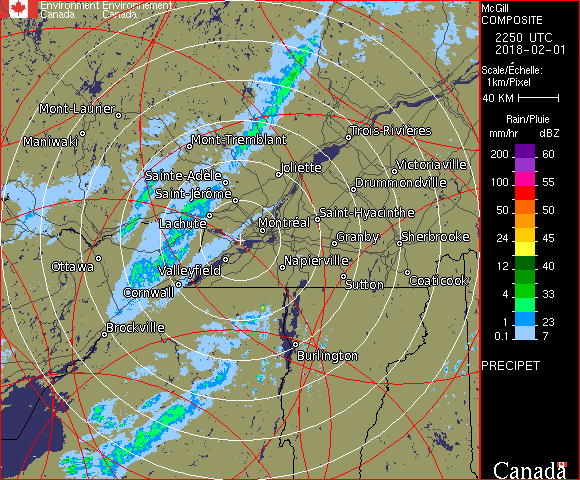 Environment Environnement
Canada Canada
McGill
COMPOSITE
2250 UTC
2018-02-01
Scale/Échelle:
1km/Pixel
40 KM
Rain/Pluie
mm/hr dBZ
200 60
100 55
75 53
50 50
24 45
12 40
4 33
1 23
0.1 7
PRECIPET
Canada
Mont-Laurier
Maniwaki
Mont-Tremblant
Trois-Rivières
Joliette
Victoriaville
Sainte-Adèle
Drummondville
Saint-Jérôme
Lachute
Saint-Hyacinthe
Montréal
Granby
Sherbrooke
Ottawa
Valleyfield
Napierville
Sutton
Coaticook
Cornwall
Brockville
Burlington